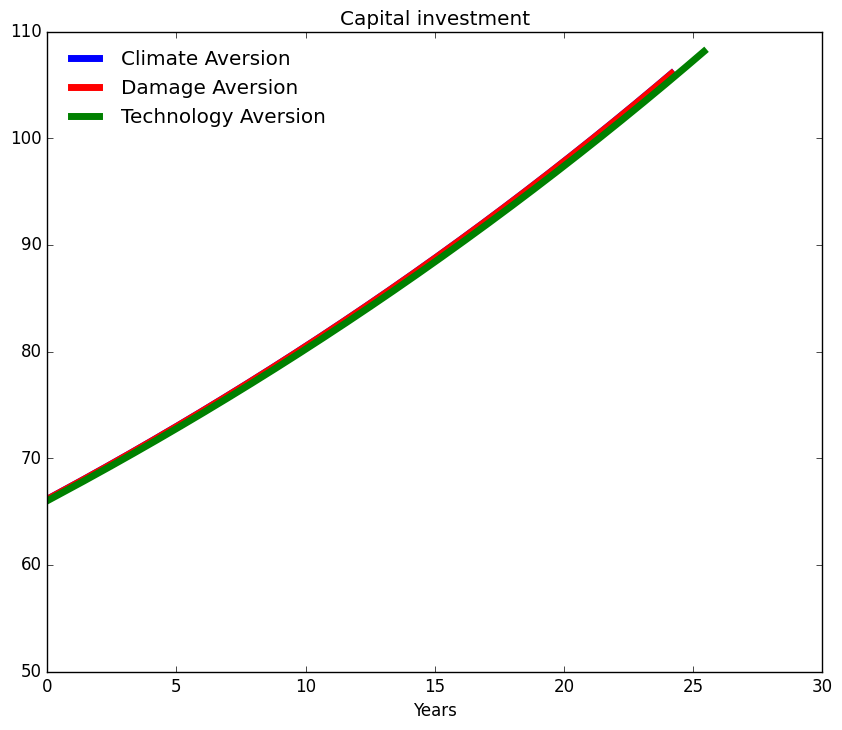 Capital investment
110
100
90
80
70
60
50
Climate Aversion
Damage Aversion
Technology Aversion
0 5 10 15 20 25 30
Years